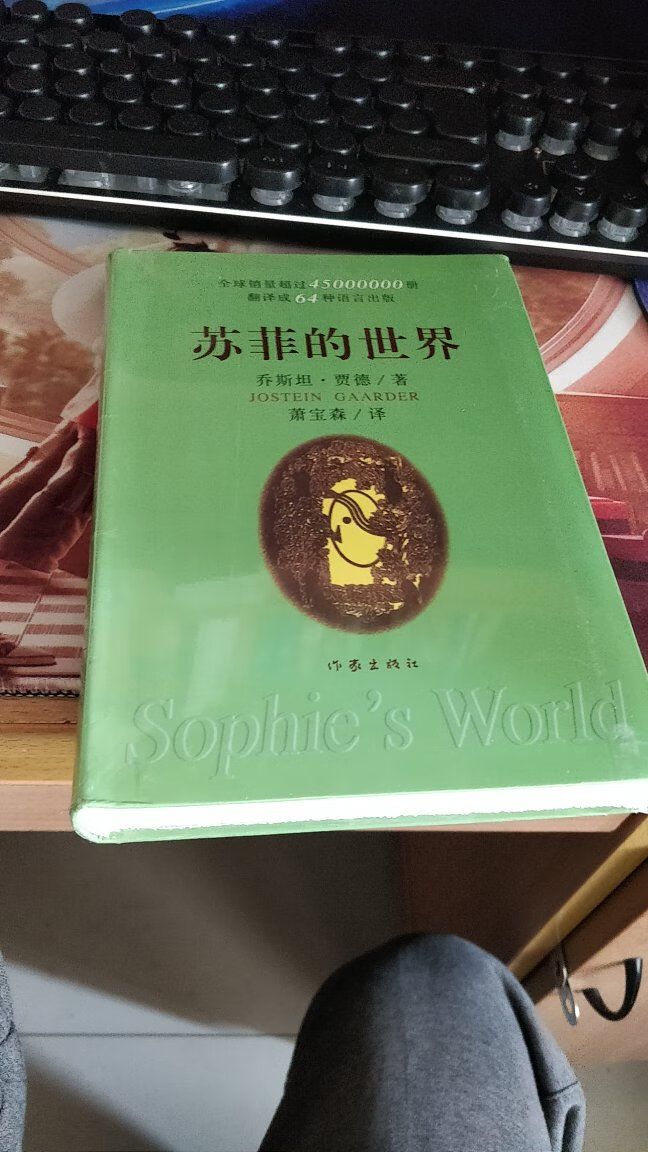 全球销量超过45000000册
翻译成64种语言出版
苏菲的世界
乔斯坦·贾德/著
JOSTEIN GAARDER
萧宝森/译
作家出版社
Sophie's World